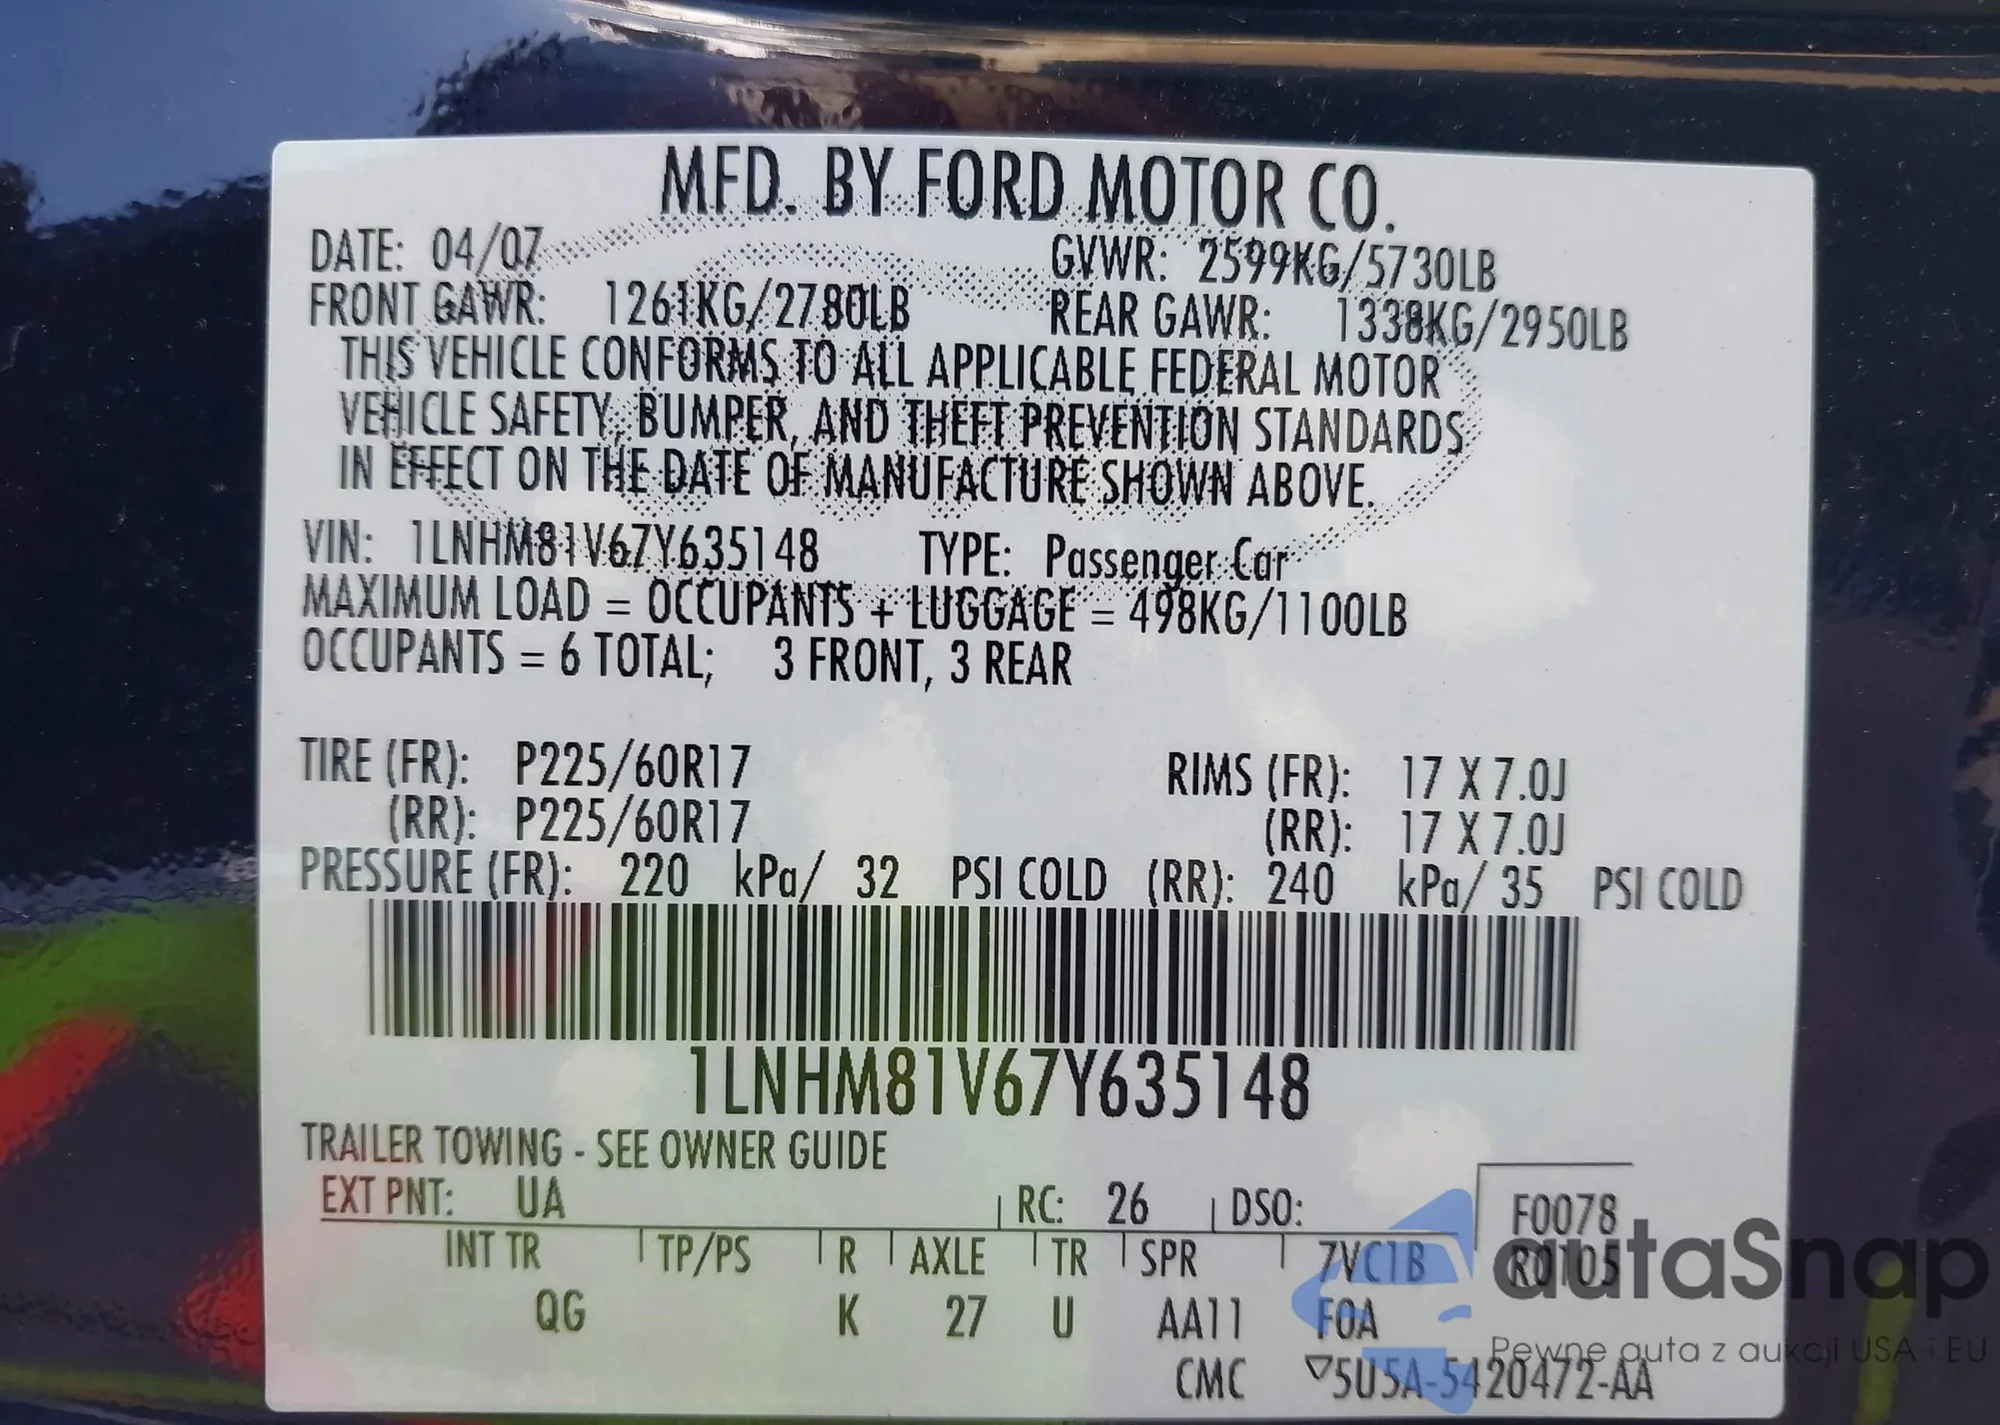 MFD. BY FORD MOTOR CO.
DATE: 04/07 GVWR: 2599KG/5730LB
FRONT GAWR: 1261KG/2780LB REAR GAWR: 1338KG/2950LB
THIS VEHICLE CONFORMS TO ALL APPLICABLE FEDERAL MOTOR
VEHICLE SAFETY, BUMPER, AND THEFT PREVENTION STANDARDS
IN EFFECT ON THE DATE OF MANUFACTURE SHOWN ABOVE.
VIN: 1LNHM81V67Y635148 TYPE: Passenger Car
MAXIMUM LOAD = OCCUPANTS + LUGGAGE = 498KG/1100LB
OCCUPANTS = 6 TOTAL; 3 FRONT, 3 REAR
TIRE (FR): P225/60R17 RIMS (FR): 17 X 7.0J
(RR): P225/60R17 (RR): 17 X 7.0J
PRESSURE (FR): 220 kPa/ 32 PSI COLD (RR): 240 kPa/ 35 PSI COLD
1LNHM81V67Y635148
TRAILER TOWING - SEE OWNER GUIDE
EXT PNT: UA RC: 26 DSO: F0078
INT TR TP/PS R AXLE TR SPR 7VC1B R0105
QG K 27 U AA11 F0A
CMC ▽5U5A-5420472-AA
autaSnap
Pewne auta z aukcji USA i EU